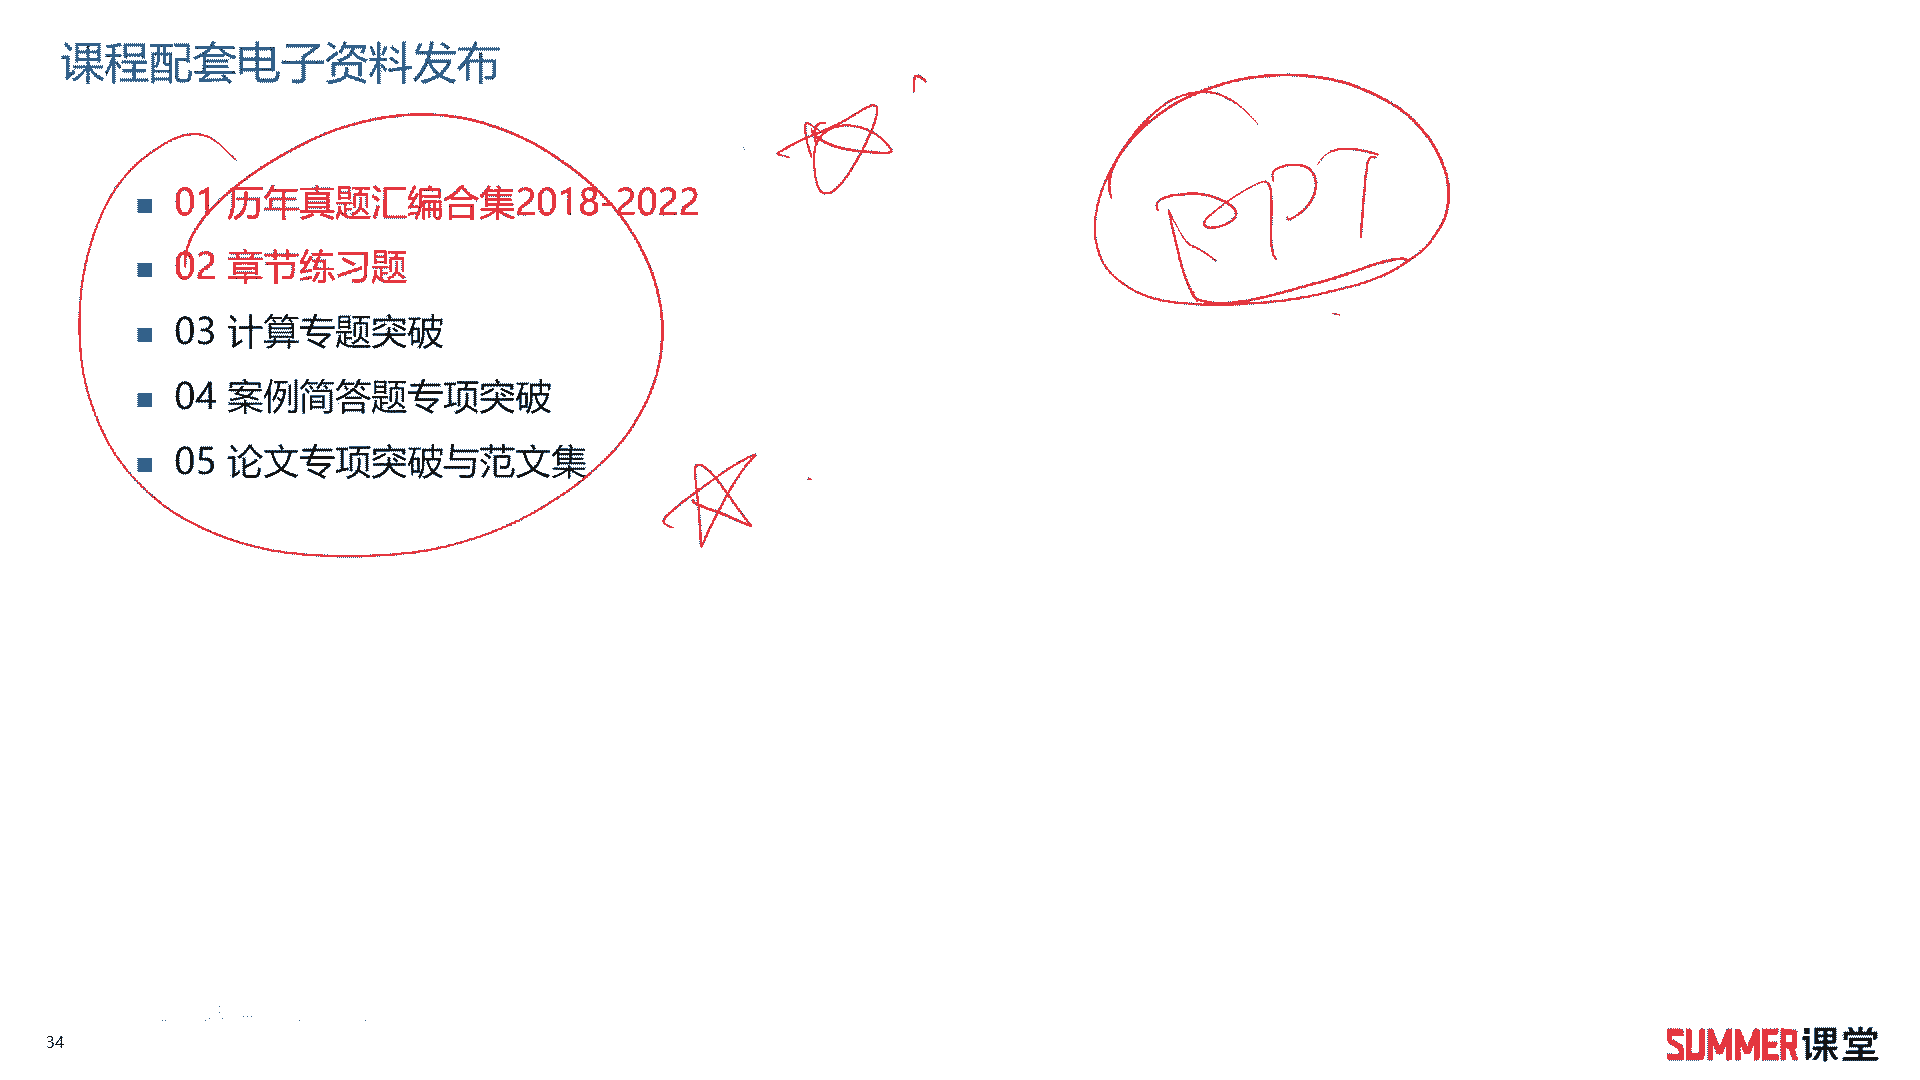 课程配套电子资料发布
01 历年真题汇编合集2018-2022
PPT
02 章节练习题
03 计算专题突破
04 案例简答题专项突破
05 论文专项突破与范文集
34
SUMMER课堂